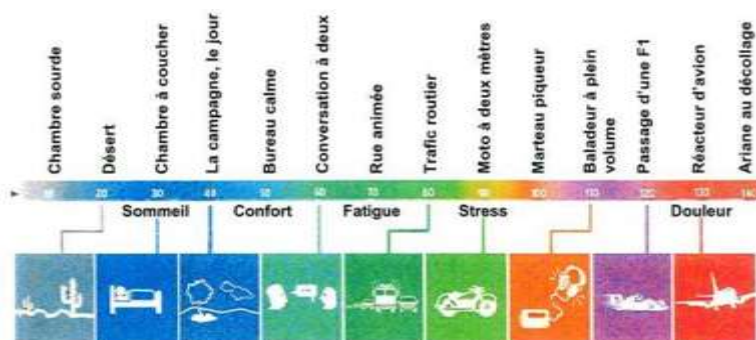 Chambre sourde
Désert
Chambre à coucher
La campagne, le jour
Bureau calme
Conversation à deux
Rue animée
Trafic routier
Moto à deux mètres
Marteau piqueur
Baladeur à plein
volume
Passage d'une F1
Réacteur d'avion
Ariane au décollage
20 30 40 50 60 70 80 90 100 110 120 130 140
Sommeil Confort Fatigue Stress Douleur